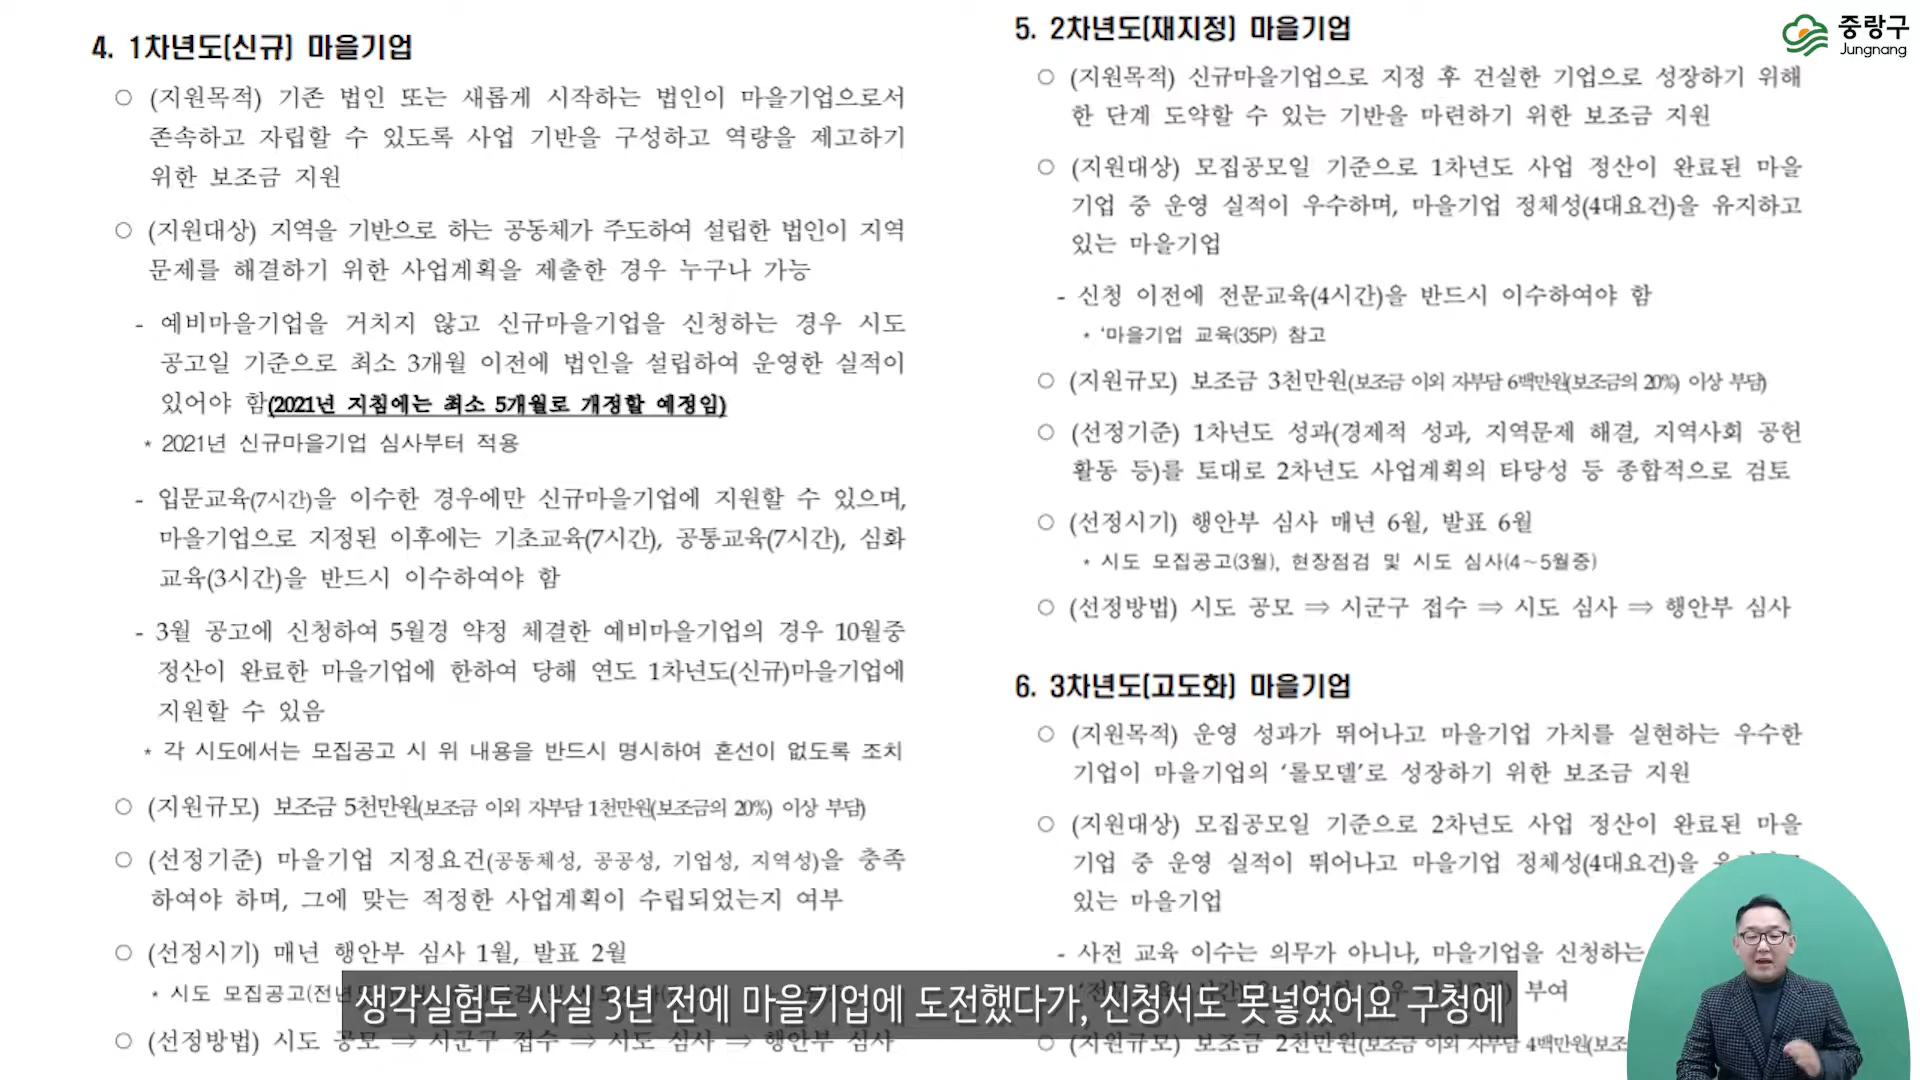 4. 1차년도(신규) 마을기업
○ (지원목적) 기존 법인 또는 새롭게 시작하는 법인이 마을기업으로서
존속하고 자립할 수 있도록 사업 기반을 구성하고 역량을 제고하기
위한 보조금 지원
○ (지원대상) 지역을 기반으로 하는 공동체가 주도하여 설립한 법인이 지역
문제를 해결하기 위한 사업계획을 제출한 경우 누구나 가능
- 예비마을기업을 거치지 않고 신규마을기업을 신청하는 경우 시도
공고일 기준으로 최소 3개월 이전에 법인을 설립하여 운영한 실적이
있어야 함(2021년 지침에는 최소 5개월로 개정할 예정임)
* 2021년 신규마을기업 심사부터 적용
- 입문교육(7시간)을 이수한 경우에만 신규마을기업에 지원할 수 있으며,
마을기업으로 지정된 이후에는 기초교육(7시간), 공통교육(7시간), 심화
교육(3시간)을 반드시 이수하여야 함
- 3월 공고에 신청하여 5월경 약정 체결한 예비마을기업의 경우 10월중
정산이 완료한 마을기업에 한하여 당해 연도 1차년도(신규)마을기업에
지원할 수 있음
* 각 시도에서는 모집공고 시 위 내용을 반드시 명시하여 혼선이 없도록 조치
○ (지원규모) 보조금 5천만원(보조금 이외 자부담 1천만원(보조금의 20%) 이상 부담)
○ (선정기준) 마을기업 지정요건(공동체성, 공공성, 기업성, 지역성)을 충족
하여야 하며, 그에 맞는 적정한 사업계획이 수립되었는지 여부
○ (선정시기) 매년 행안부 심사 1월, 발표 2월
* 시도 모집공고(전년
○ (선정방법) 시도 공모 ⇒ 시군구 접수 ⇒ 시도 심사 ⇒ 행안부 심사
5. 2차년도(재지정) 마을기업
○ (지원목적) 신규마을기업으로 지정 후 건실한 기업으로 성장하기 위해
한 단계 도약할 수 있는 기반을 마련하기 위한 보조금 지원
○ (지원대상) 모집공모일 기준으로 1차년도 사업 정산이 완료된 마을
기업 중 운영 실적이 우수하며, 마을기업 정체성(4대요건)을 유지하고
있는 마을기업
- 신청 이전에 전문교육(4시간)을 반드시 이수하여야 함
* ‘마을기업 교육(35P) 참고
○ (지원규모) 보조금 3천만원(보조금 이외 자부담 6백만원(보조금의 20%) 이상 부담)
○ (선정기준) 1차년도 성과(경제적 성과, 지역문제 해결, 지역사회 공헌
활동 등)를 토대로 2차년도 사업계획의 타당성 등 종합적으로 검토
○ (선정시기) 행안부 심사 매년 6월, 발표 6월
* 시도 모집공고(3월), 현장점검 및 시도 심사(4~5월중)
○ (선정방법) 시도 공모 ⇒ 시군구 접수 ⇒ 시도 심사 ⇒ 행안부 심사
6. 3차년도(고도화) 마을기업
○ (지원목적) 운영 성과가 뛰어나고 마을기업 가치를 실현하는 우수한
기업이 마을기업의 ‘롤모델’로 성장하기 위한 보조금 지원
○ (지원대상) 모집공모일 기준으로 2차년도 사업 정산이 완료된 마을
기업 중 운영 실적이 뛰어나고 마을기업 정체성(4대요건)을
있는 마을기업
- 사전 교육 이수는 의무가 아니나, 마을기업을 신청하는
부여
○ (지원규모) 보조금 2천만원(보조금 이외 자부담 4백만원(보조
중랑구
Jungnang
생각실험도 사실 3년 전에 마을기업에 도전했다가, 신청서도 못넣었어요 구청에